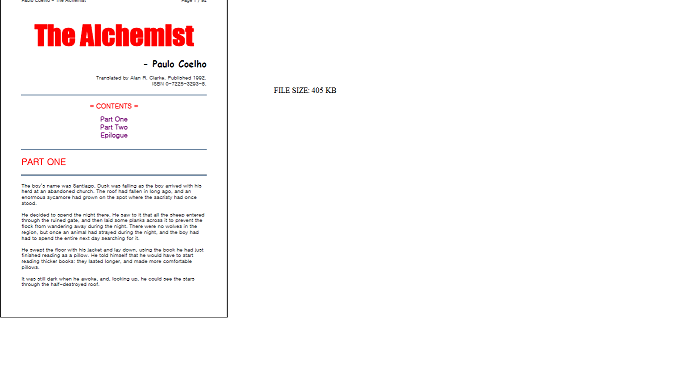 Paulo Coelho - The Alchemist Page 1 / 92
The Alchemist
- Paulo Coelho
Translated by Alan R. Clarke. Published 1992.
ISBN 0-7225-3293-8.
FILE SIZE: 405 KB
= CONTENTS =
Part One
Part Two
Epilogue
PART ONE
The boy's name was Santiago. Dusk was falling as the boy arrived with his
herd at an abandoned church. The roof had fallen in long ago, and an
enormous sycamore had grown on the spot where the sacristy had once
stood.
He decided to spend the night there. He saw to it that all the sheep entered
through the ruined gate, and then laid some planks across it to prevent the
flock from wandering away during the night. There were no wolves in the
region, but once an animal had strayed during the night, and the boy had
had to spend the entire next day searching for it.
He swept the floor with his jacket and lay down, using the book he had just
finished reading as a pillow. He told himself that he would have to start
reading thicker books: they lasted longer, and made more comfortable
pillows.
It was still dark when he awoke, and, looking up, he could see the stars
through the half-destroyed roof.